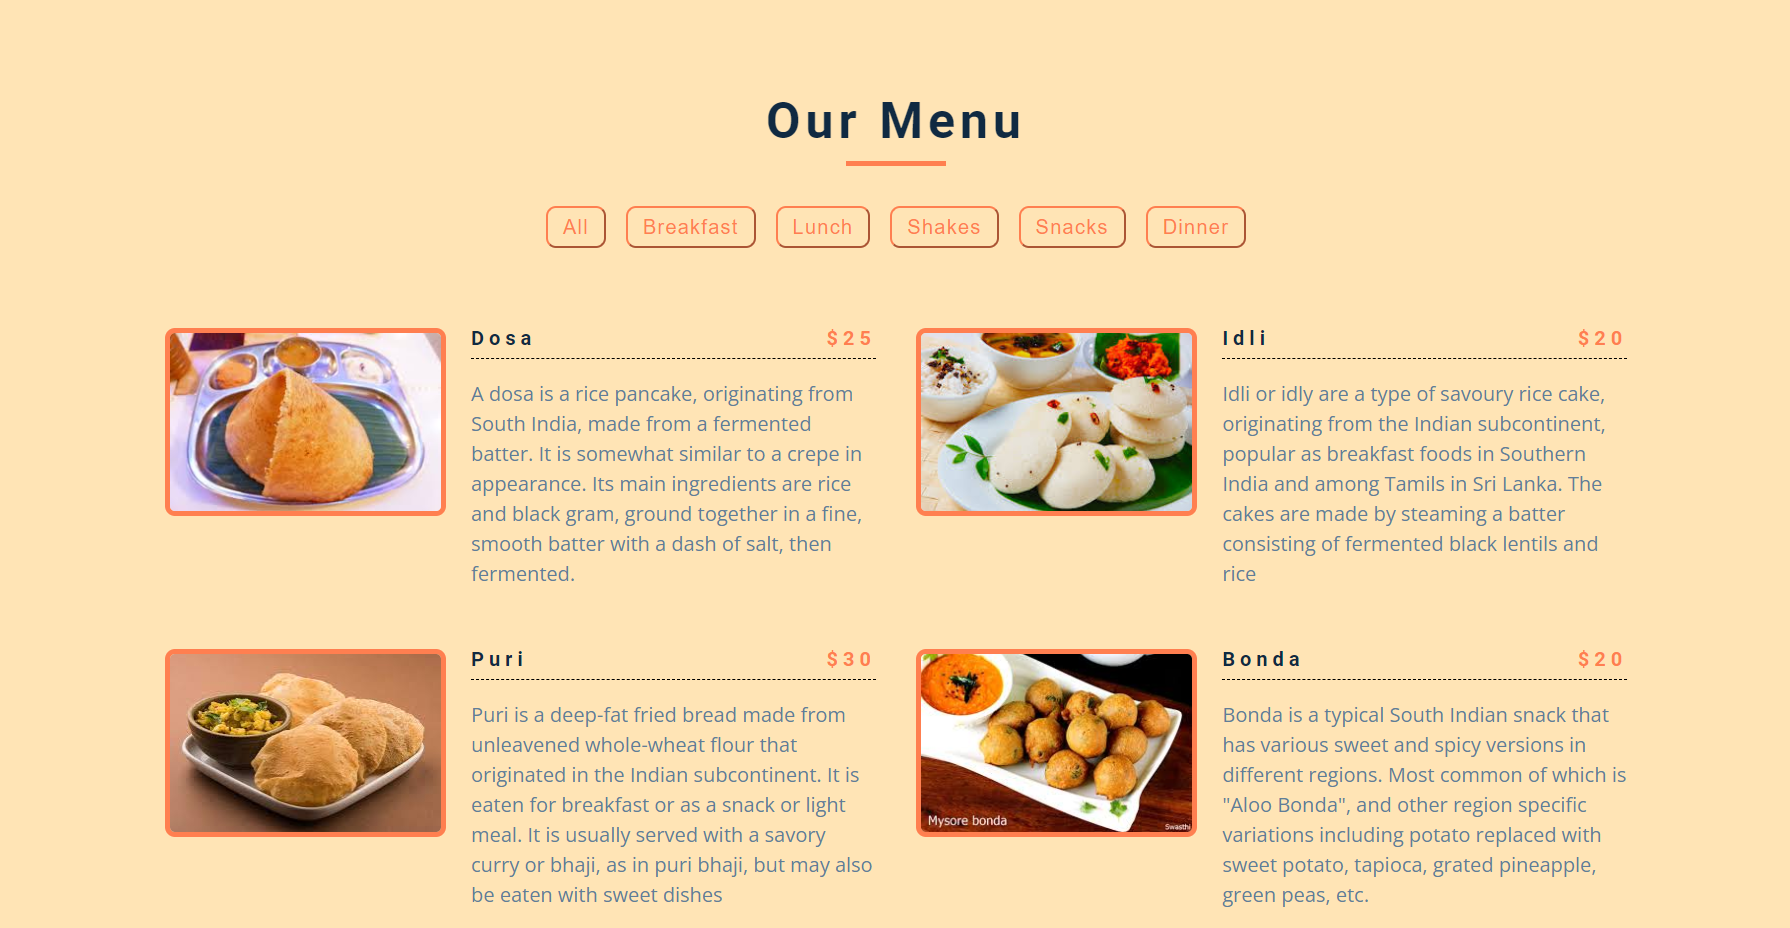 Our Menu
All
Breakfast
Lunch
Shakes
Snacks
Dinner
Dosa
$25
A dosa is a rice pancake, originating from
South India, made from a fermented
batter. It is somewhat similar to a crepe in
appearance. Its main ingredients are rice
and black gram, ground together in a fine,
smooth batter with a dash of salt, then
fermented.
Idli
$20
Idli or idly are a type of savoury rice cake,
originating from the Indian subcontinent,
popular as breakfast foods in Southern
India and among Tamils in Sri Lanka. The
cakes are made by steaming a batter
consisting of fermented black lentils and
rice
Puri
$30
Puri is a deep-fat fried bread made from
unleavened whole-wheat flour that
originated in the Indian subcontinent. It is
eaten for breakfast or as a snack or light
meal. It is usually served with a savory
curry or bhaji, as in puri bhaji, but may also
be eaten with sweet dishes
Mysore bonda
Swasthi
Bonda
$20
Bonda is a typical South Indian snack that
has various sweet and spicy versions in
different regions. Most common of which is
"Aloo Bonda", and other region specific
variations including potato replaced with
sweet potato, tapioca, grated pineapple,
green peas, etc.